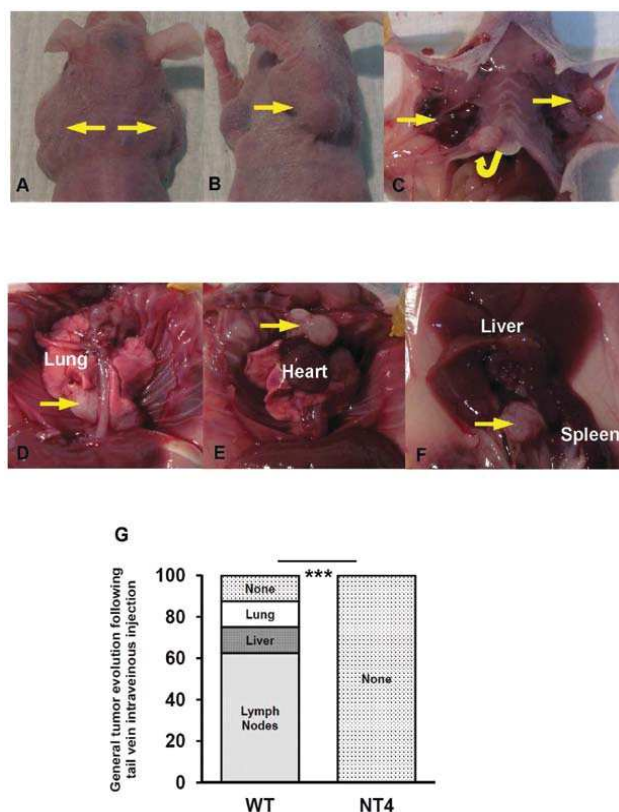 A
B
C
Lung
D
Heart
E
Liver
Spleen
F
G
General tumor evolution following
tail vein intraveinous injection
100
80
60
40
20
0
***
None
Lung
Liver
Lymph
Nodes
None
WT
NT4